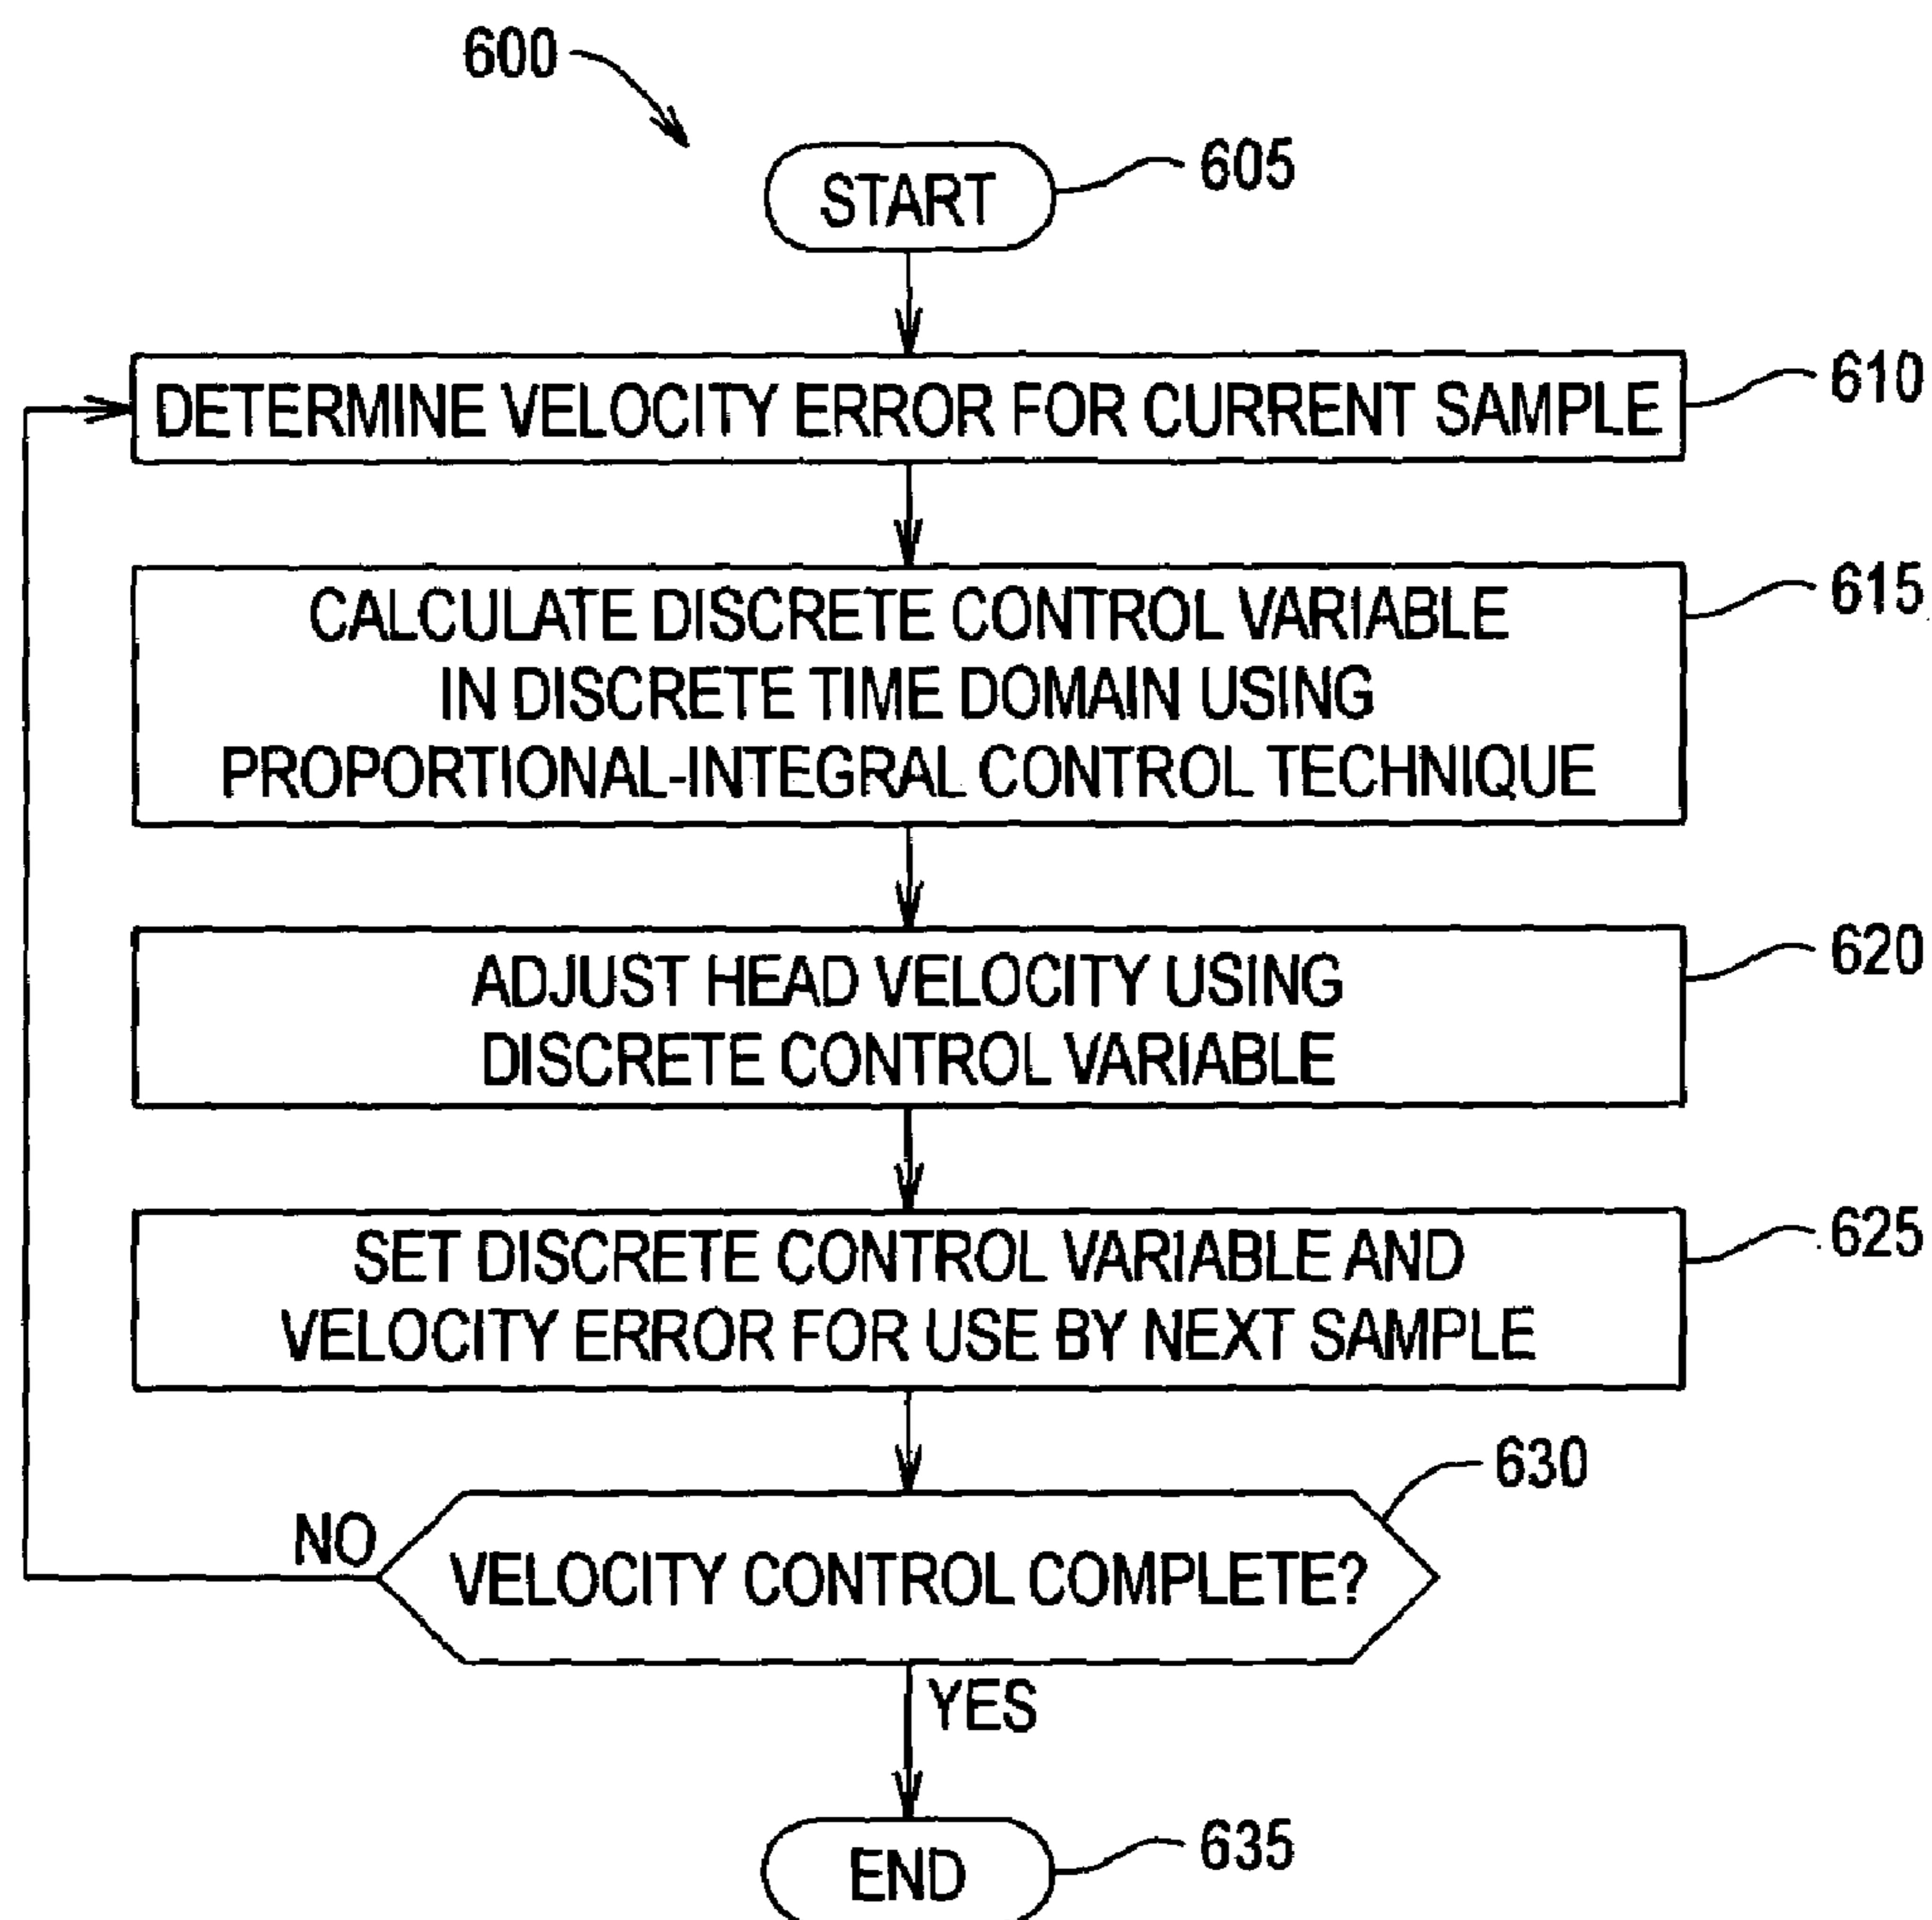 600
START
605
DETERMINE VELOCITY ERROR FOR CURRENT SAMPLE
610
CALCULATE DISCRETE CONTROL VARIABLE
IN DISCRETE TIME DOMAIN USING
PROPORTIONAL-INTEGRAL CONTROL TECHNIQUE
615
ADJUST HEAD VELOCITY USING
DISCRETE CONTROL VARIABLE
620
SET DISCRETE CONTROL VARIABLE AND
VELOCITY ERROR FOR USE BY NEXT SAMPLE
625
630
NO
VELOCITY CONTROL COMPLETE?
YES
END
635